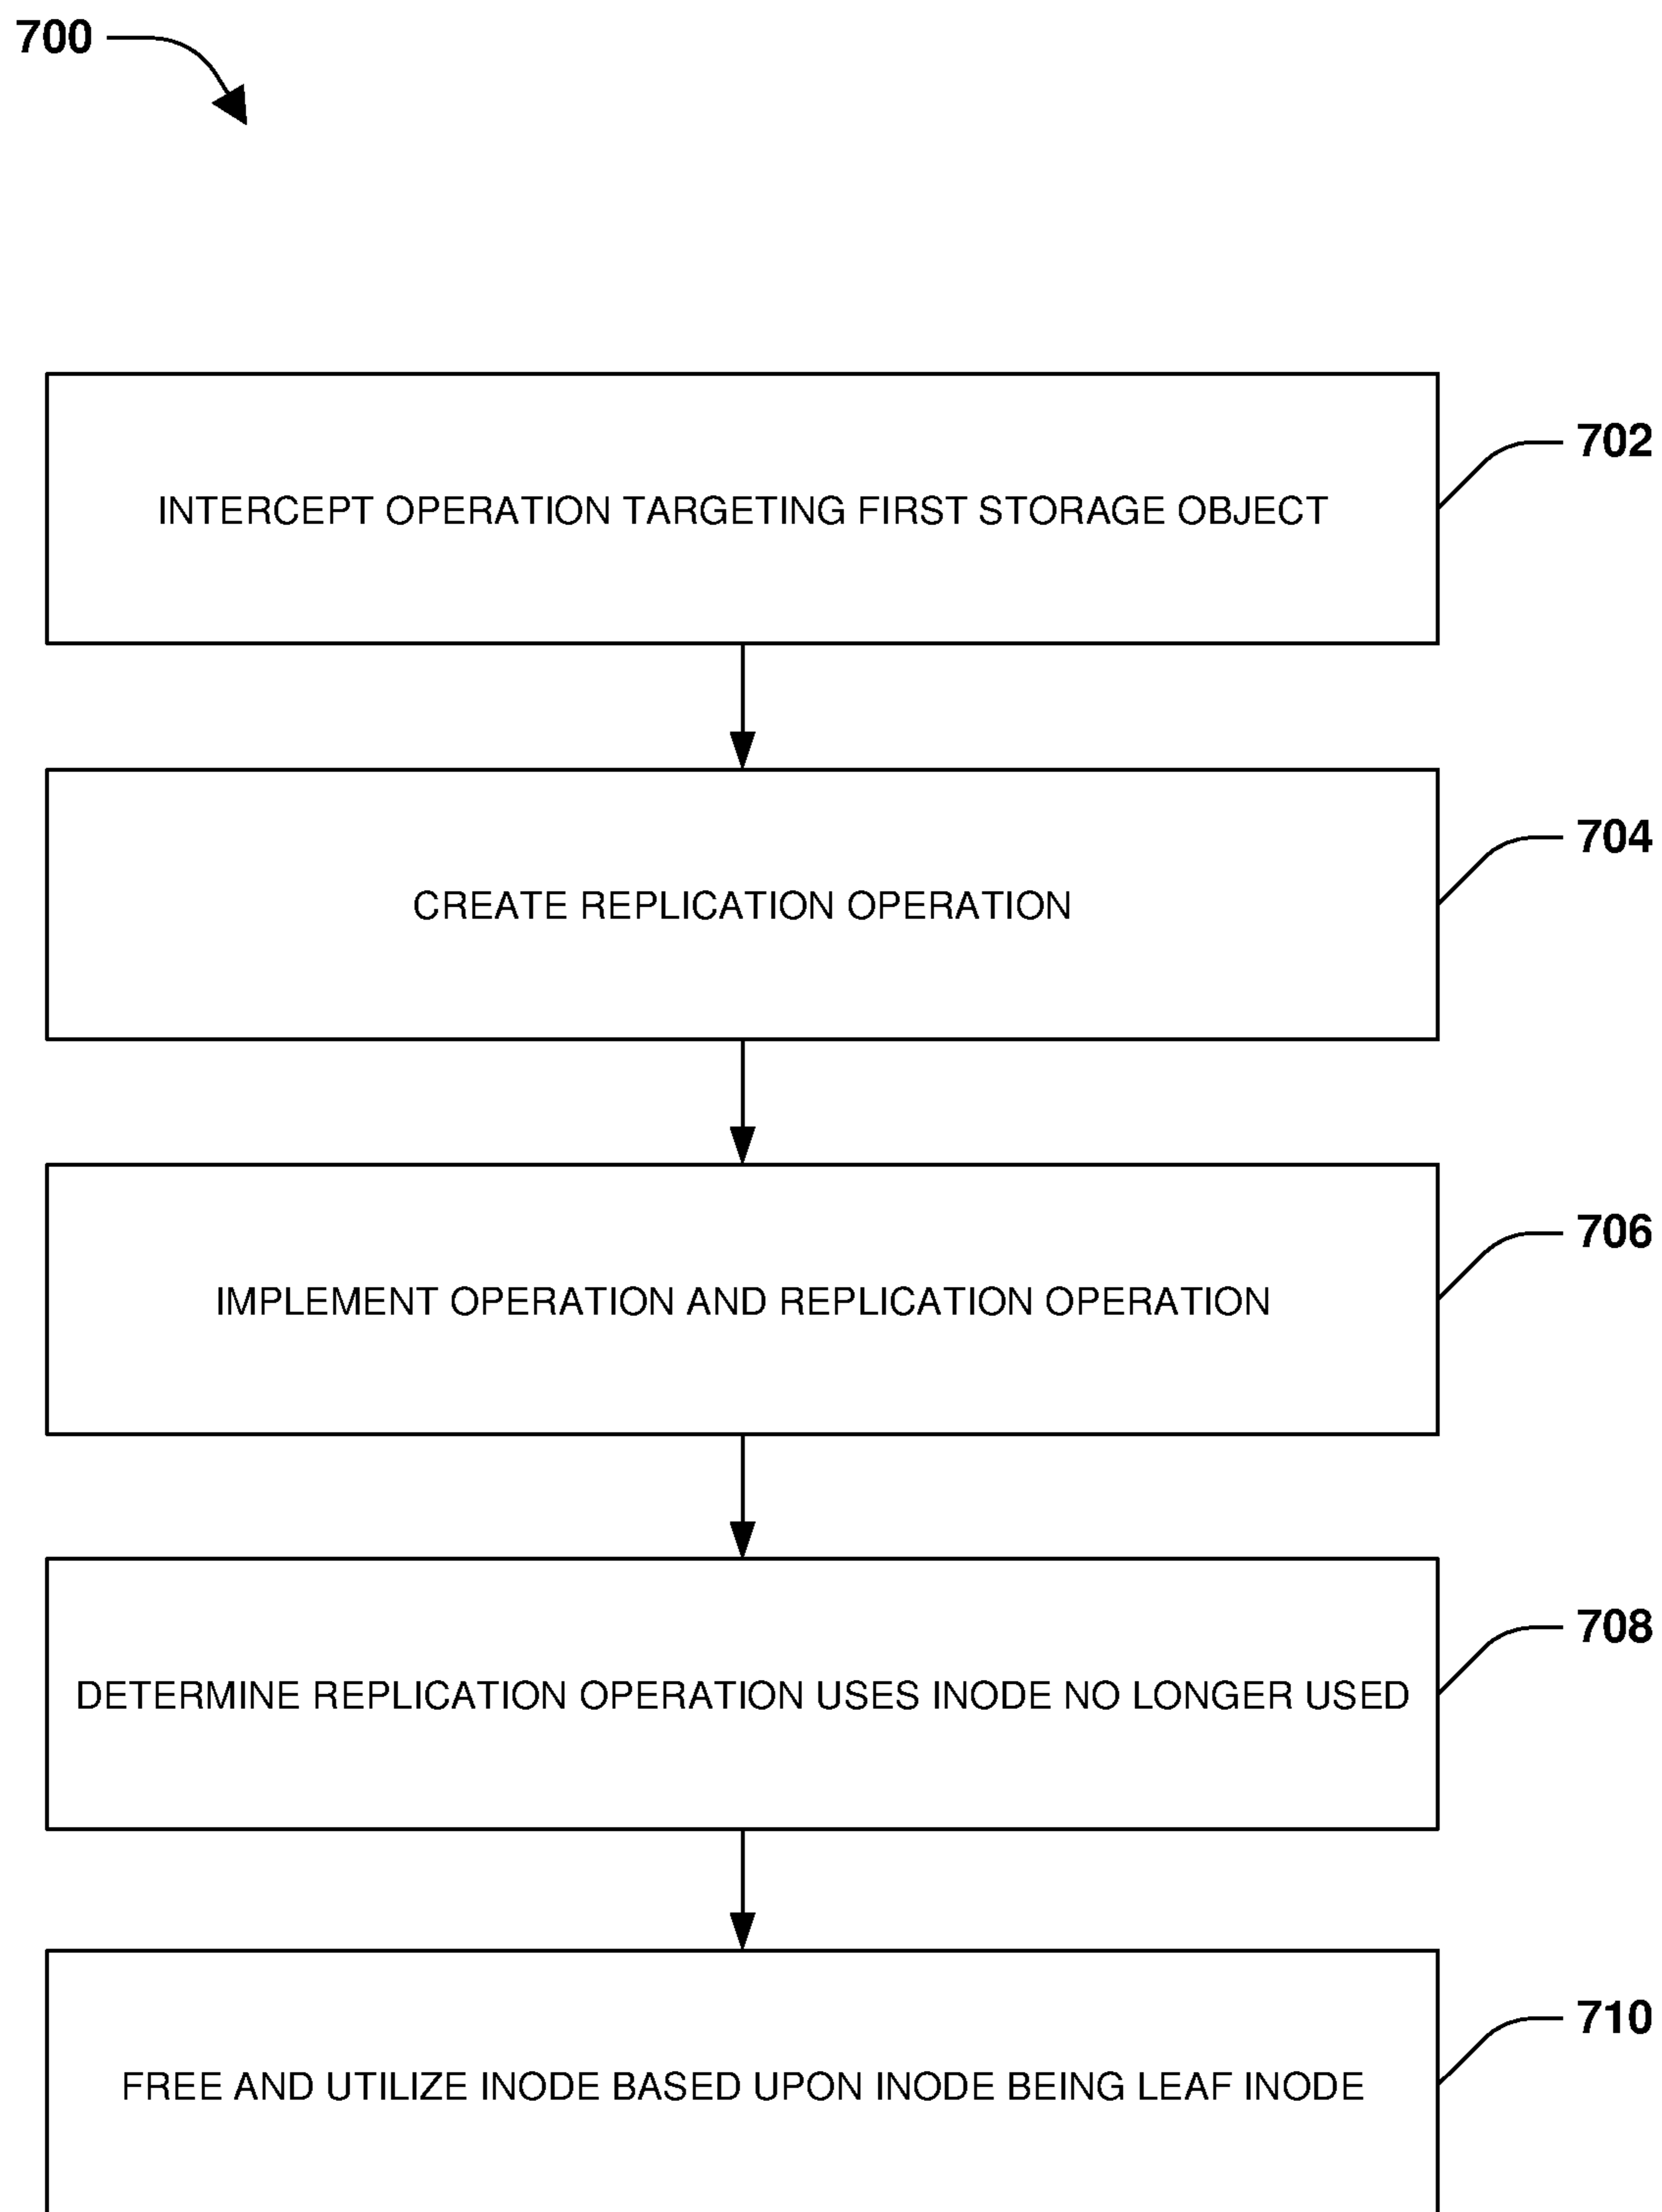 700
702
INTERCEPT OPERATION TARGETING FIRST STORAGE OBJECT
704
CREATE REPLICATION OPERATION
706
IMPLEMENT OPERATION AND REPLICATION OPERATION
708
DETERMINE REPLICATION OPERATION USES INODE NO LONGER USED
710
FREE AND UTILIZE INODE BASED UPON INODE BEING LEAF INODE